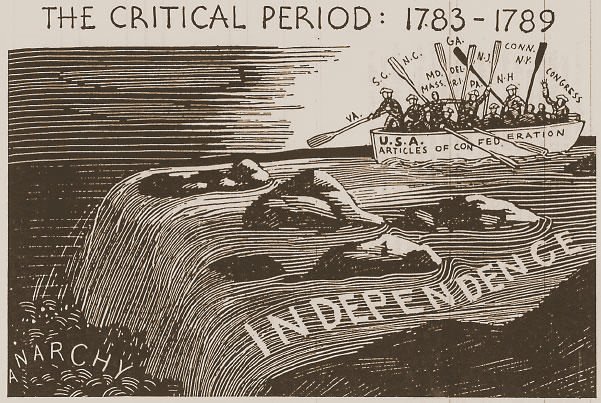 THE CRITICAL PERIOD: 1783-1789
S.C.
N.C.
GA.
MD.
MASS.
DEL.
R.I.
N.J.
PA.
CONN.
N.Y.
N.H
CONGRESS
VA.
U.S.A.
ARTICLES OF CONFEDERATION
INDEPENDENCE
ANARCHY